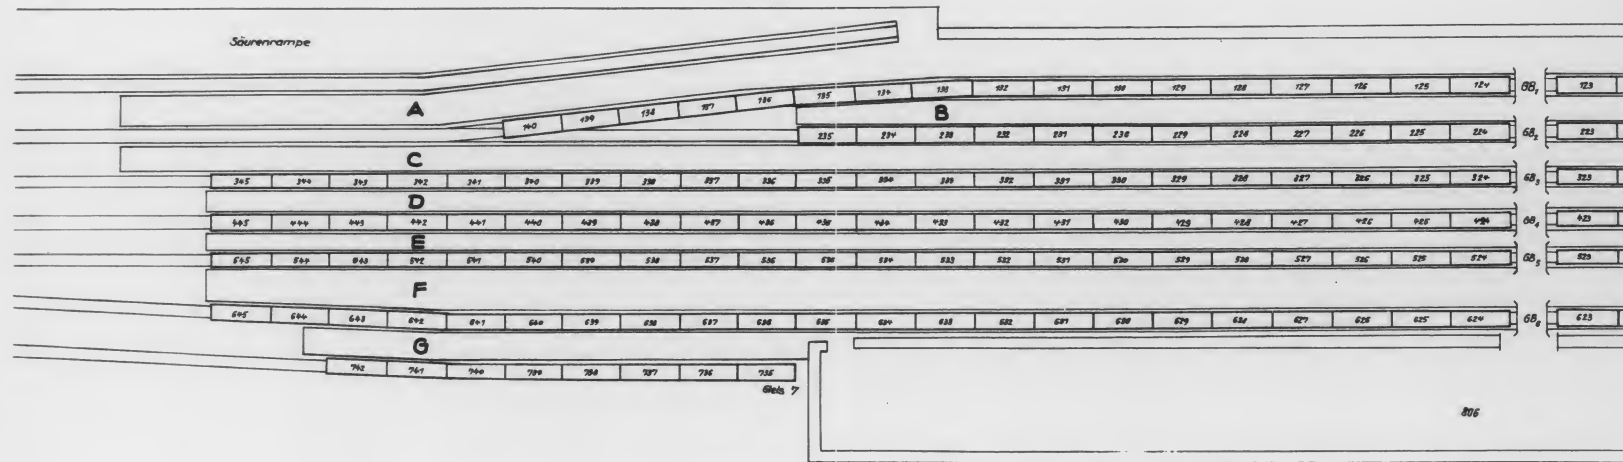 Säurenrampe
A
140 139 138 137 136 135 134 133 132 131 130 129 128 127 126 125 124 68₁ 123
B
235 234 233 232 231 230 229 228 227 226 225 224 68₂ 223
C
345 344 343 342 341 340 339 338 337 336 335 334 333 332 331 330 329 328 327 326 325 324 68₃ 323
D
445 444 443 442 441 440 439 438 437 436 435 434 433 432 431 430 429 428 427 426 425 424 68₄ 423
E
545 544 543 542 541 540 539 538 537 536 535 534 533 532 531 530 529 528 527 526 525 524 68₅ 523
F
645 644 643 642 641 640 639 638 637 636 635 634 633 632 631 630 629 628 627 626 625 624 68₆ 623
G
742 741 740 739 738 737 736 735
Gleis 7
806